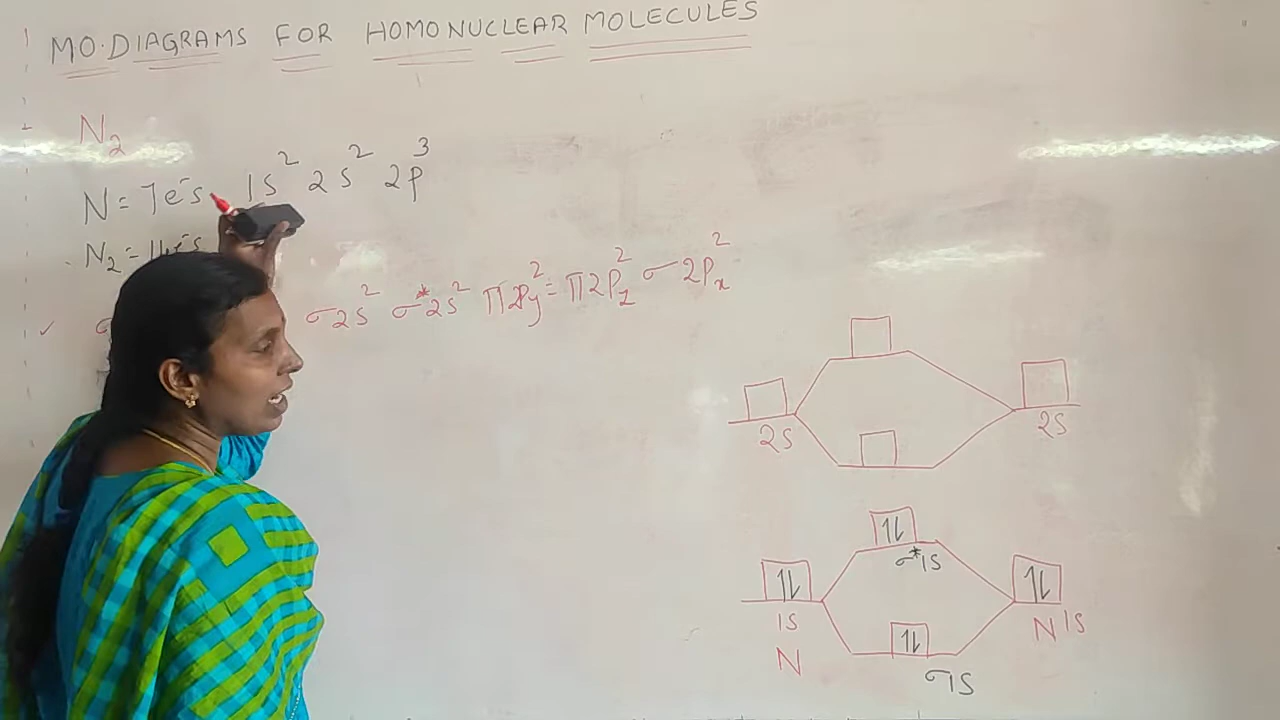 MO.DIAGRAMS FOR HOMONUCLEAR MOLECULES
N₂
N = 7e⁻s 1s² 2s² 2p³
N₂ = 14e⁻s
✓ σ2s² σ*2s² π2py² = π2pz² σ2px²
2s 2s
1L
σ*1s
1L 1L
1s N 1s
1L
N
σ1s